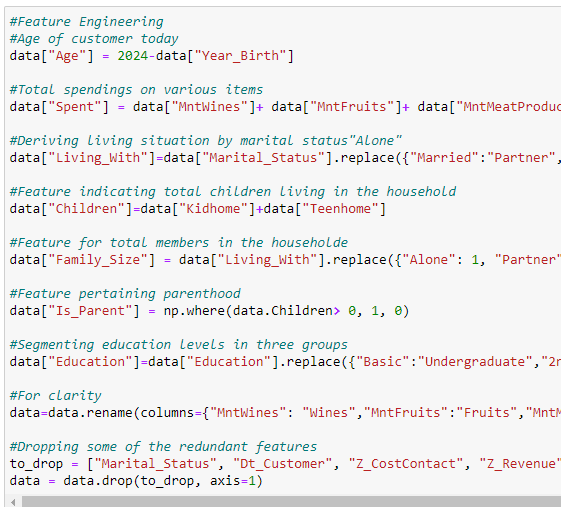 #Feature Engineering
#Age of customer today
data["Age"] = 2024-data["Year_Birth"]
#Total spendings on various items
data["Spent"] = data["MntWines"]+ data["MntFruits"]+ data["MntMeatProduc
#Deriving living situation by marital status"Alone"
data["Living_With"]=data["Marital_Status"].replace({"Married":"Partner",
#Feature indicating total children living in the household
data["Children"]=data["Kidhome"]+data["Teenhome"]
#Feature for total members in the householde
data["Family_Size"] = data["Living_With"].replace({"Alone": 1, "Partner"
#Feature pertaining parenthood
data["Is_Parent"] = np.where(data.Children> 0, 1, 0)
#Segmenting education levels in three groups
data["Education"]=data["Education"].replace({"Basic":"Undergraduate","2n
#For clarity
data=data.rename(columns={"MntWines": "Wines","MntFruits":"Fruits","MntM
#Dropping some of the redundant features
to_drop = ["Marital_Status", "Dt_Customer", "Z_CostContact", "Z_Revenue"
data = data.drop(to_drop, axis=1)